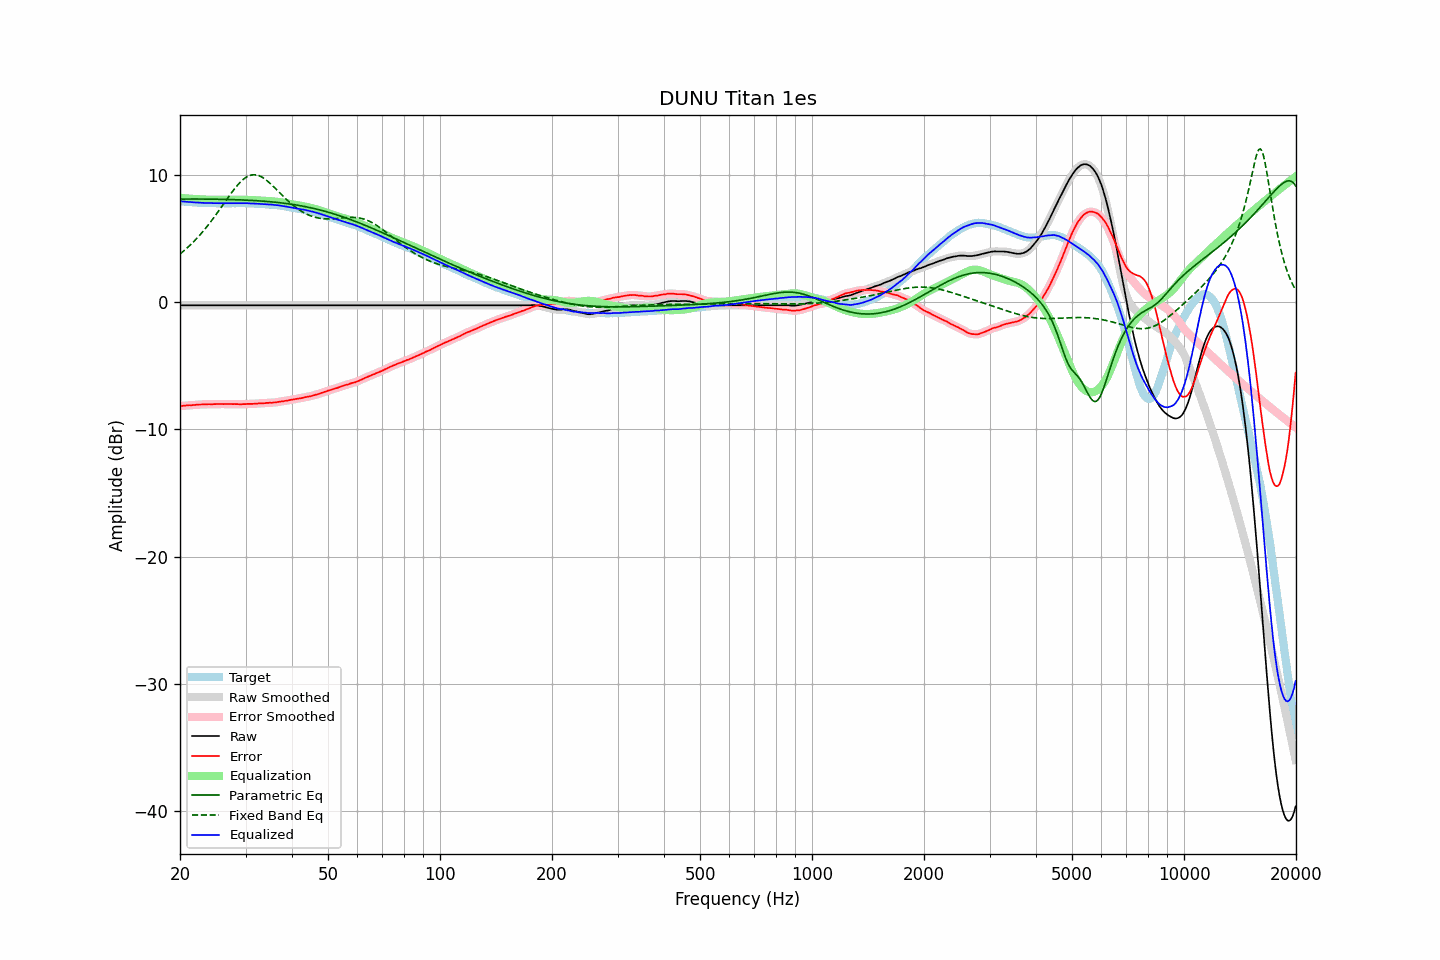 DUNU Titan 1es
Amplitude (dBr)
10
0
−10
−20
−30
−40
Target
Raw Smoothed
Error Smoothed
Raw
Error
Equalization
Parametric Eq
Fixed Band Eq
Equalized
20 50 100 200 500 1000 2000 5000 10000 20000
Frequency (Hz)